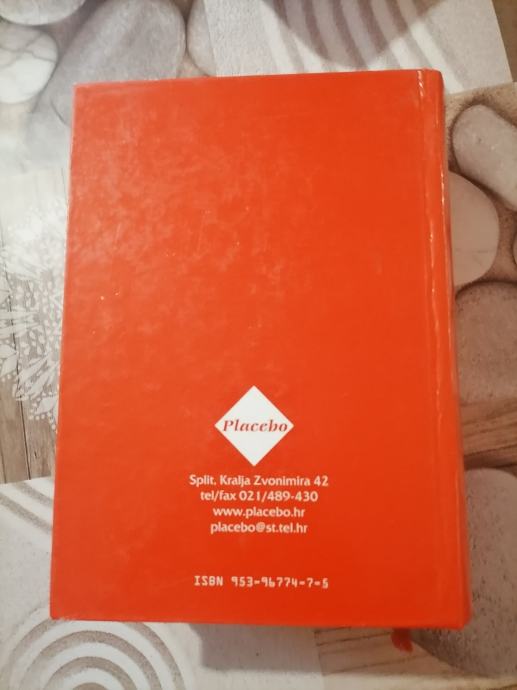 Placebo
Split, Kralja Zvonimira 42
tel/fax 021/489-430
www.placebo.hr
placebo@st.tel.hr
ISBN 953-96774-7-5